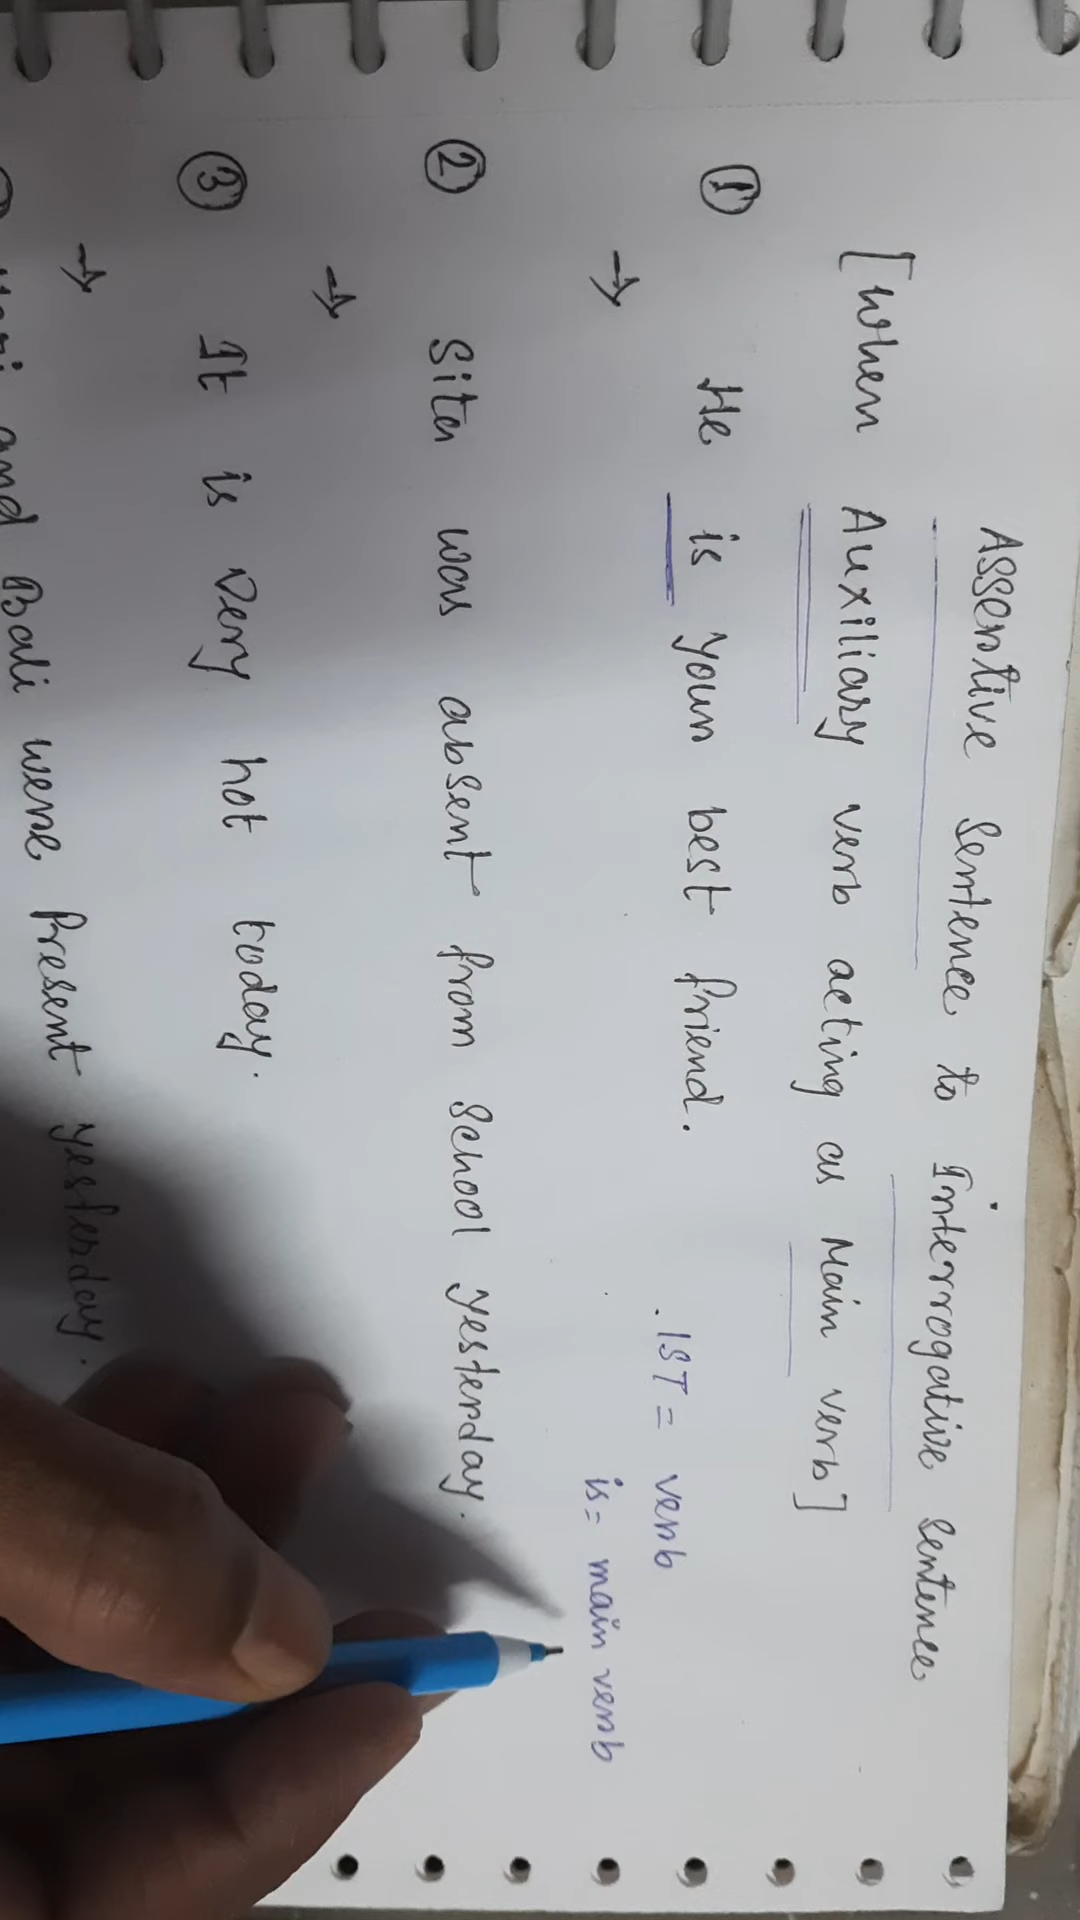 Assertive Sentence to Interrogative Sentence
[When Auxiliary verb acting as Main verb]
① He is your best friend.
.IST = verb
→ is = main verb
② Sita was absent from School yesterday.
→
③ It is very hot today.
→
and Bali were Present yesterday.